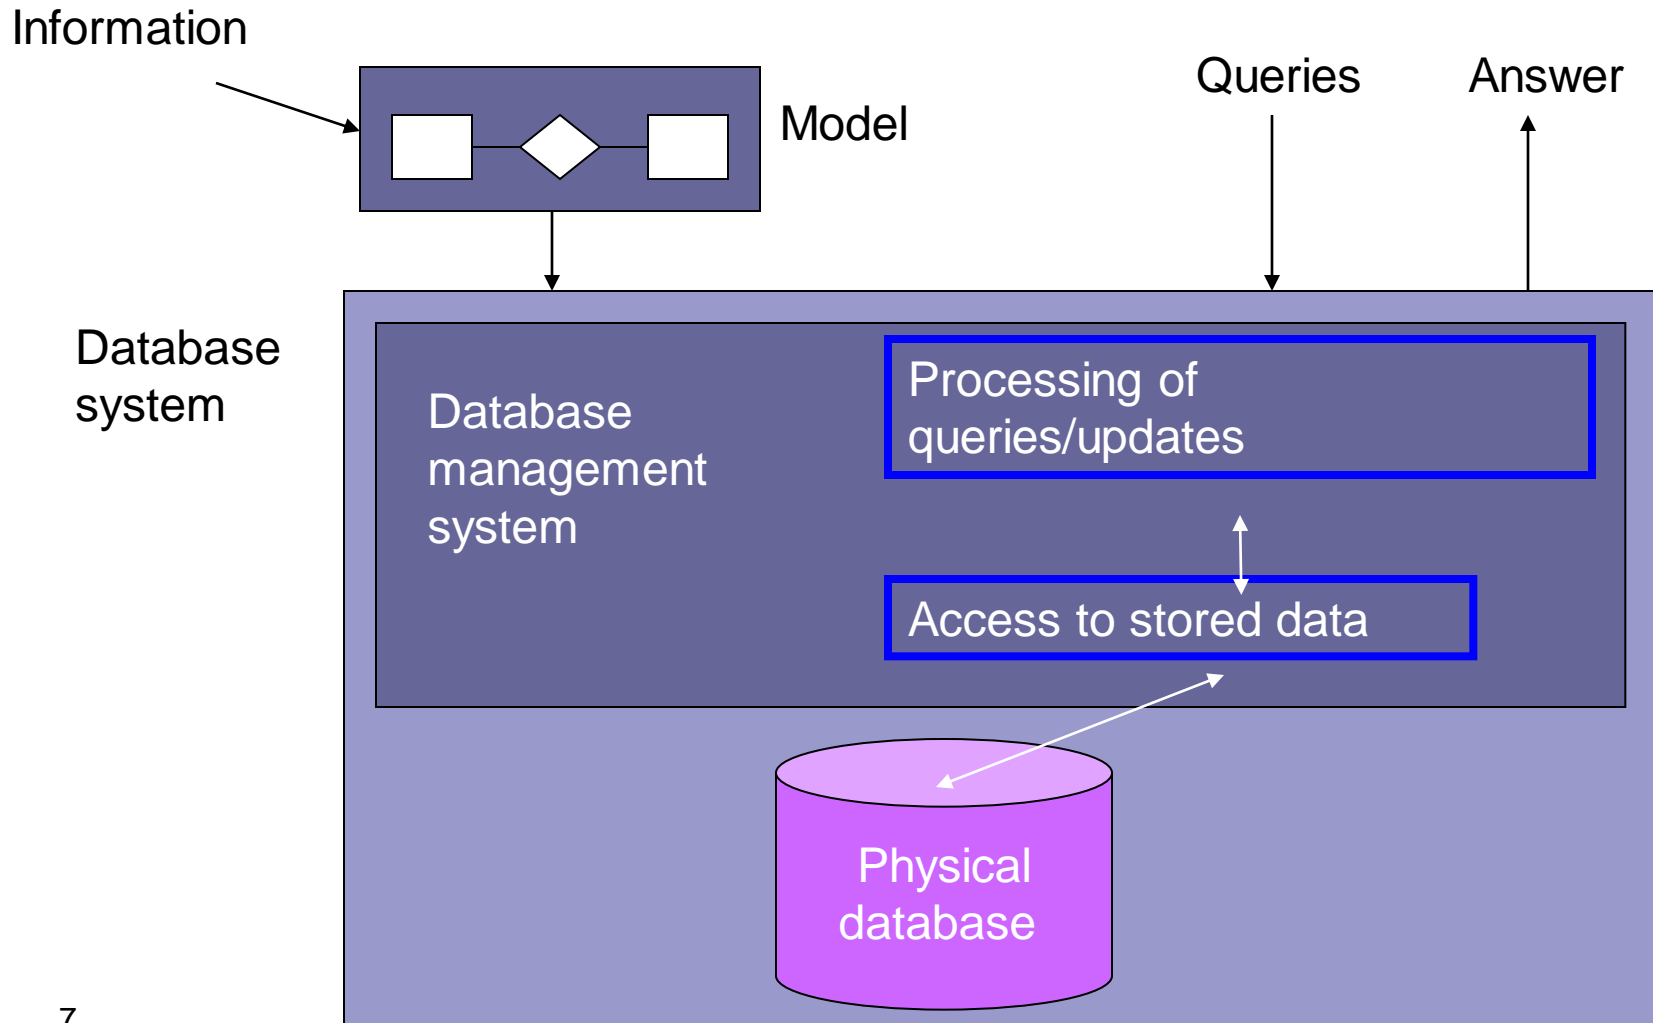 Information
Model
Queries
Answer
Database
system
Database
management
system
Processing of
queries/updates
Access to stored data
Physical
database
7